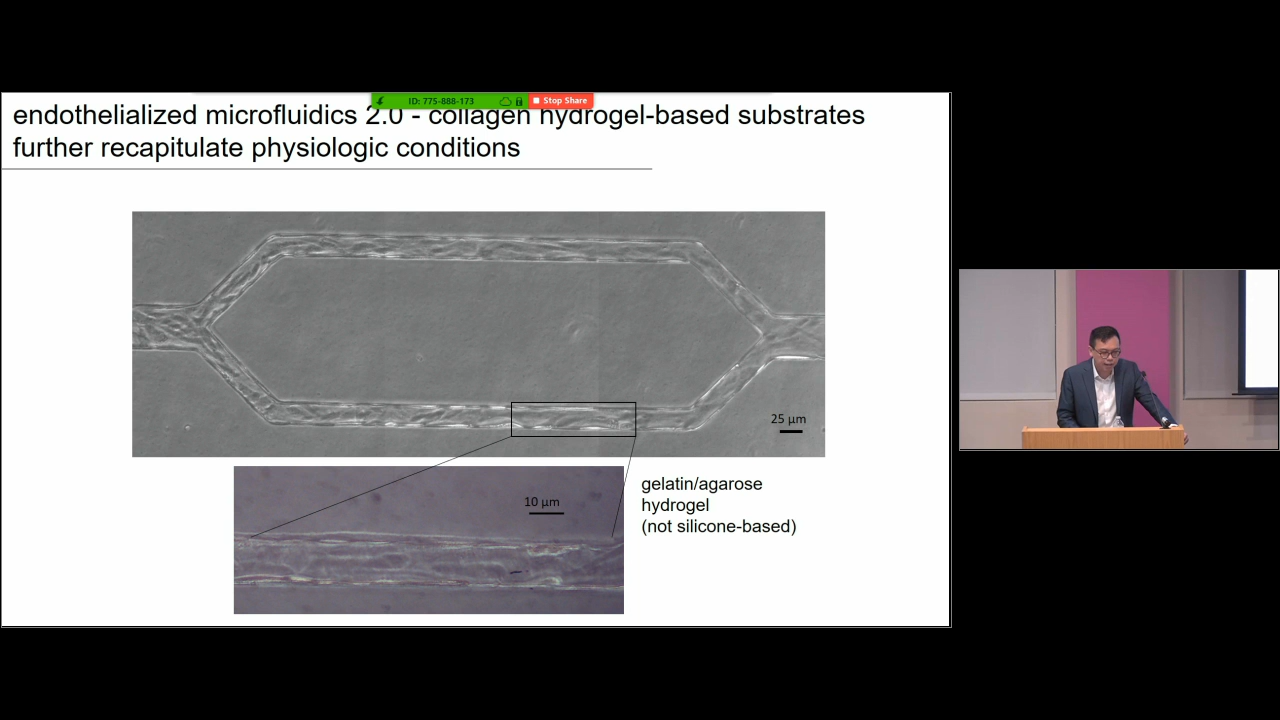 ID: 775-888-173
Stop Share
endothelialized microfluidics 2.0 - collagen hydrogel-based substrates
further recapitulate physiologic conditions
25 μm
10 μm
gelatin/agarose
hydrogel
(not silicone-based)